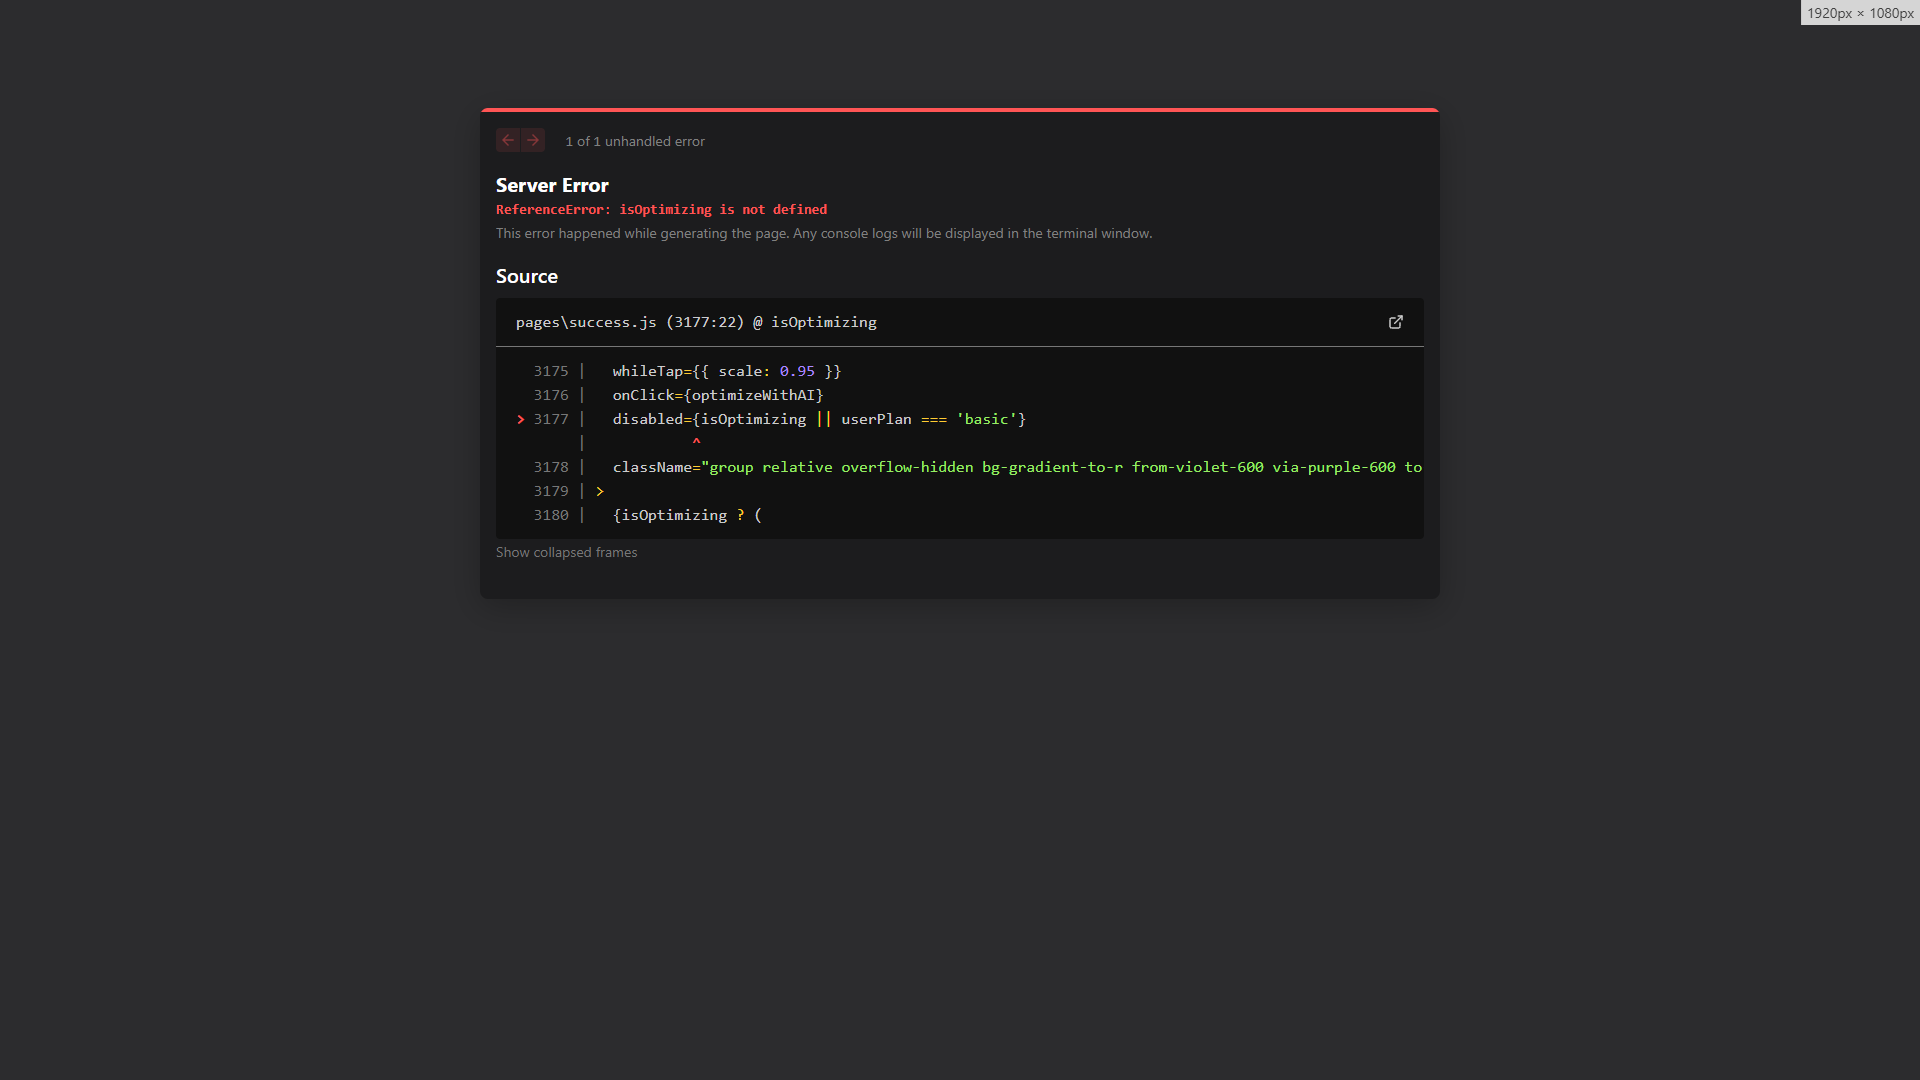 1920px × 1080px
1 of 1 unhandled error
Server Error
ReferenceError: isOptimizing is not defined
This error happened while generating the page. Any console logs will be displayed in the terminal window.
Source
pages\success.js (3177:22) @ isOptimizing
3175 |   whileTap={{ scale: 0.95 }}
3176 |   onClick={optimizeWithAI}
> 3177 |   disabled={isOptimizing || userPlan === 'basic'}
|            ^
3178 |   className="group relative overflow-hidden bg-gradient-to-r from-violet-600 via-purple-600 to
3179 | >
3180 |   {isOptimizing ? (
Show collapsed frames